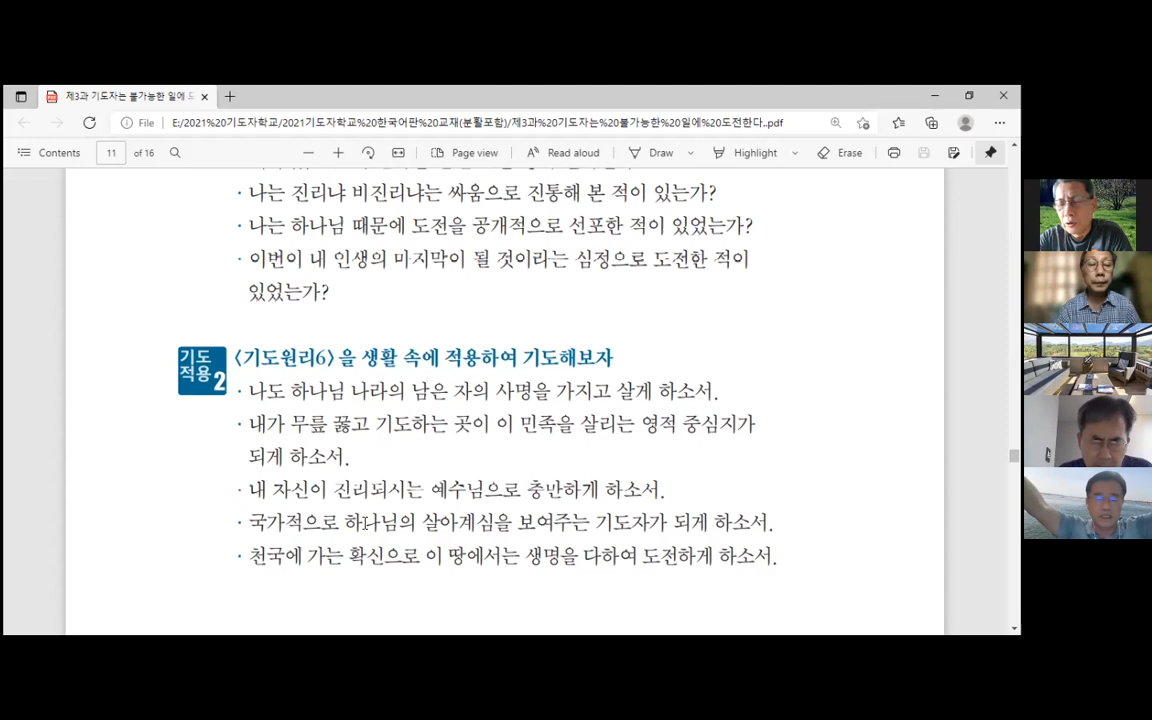 제3과 기도자는 불가능한 일에 도
File
E:/2021%20기도자학교/2021기도자학교%20한국어판%20교재(분활포함)/제3과%20기도자는%20불가능한%20일에%20도전한다..pdf
Contents
11 of 16
Page view
Read aloud
Draw
Highlight
Erase
· 나는 진리냐 비진리냐는 싸움으로 진통해 본 적이 있는가?
· 나는 하나님 때문에 도전을 공개적으로 선포한 적이 있었는가?
· 이번이 내 인생의 마지막이 될 것이라는 심정으로 도전한 적이
있었는가?
기도
적용2
〈기도원리6〉을 생활 속에 적용하여 기도해보자
· 나도 하나님 나라의 남은 자의 사명을 가지고 살게 하소서.
· 내가 무릎 꿇고 기도하는 곳이 이 민족을 살리는 영적 중심지가
되게 하소서.
· 내 자신이 진리되시는 예수님으로 충만하게 하소서.
· 국가적으로 하나님의 살아계심을 보여주는 기도자가 되게 하소서.
· 천국에 가는 확신으로 이 땅에서는 생명을 다하여 도전하게 하소서.